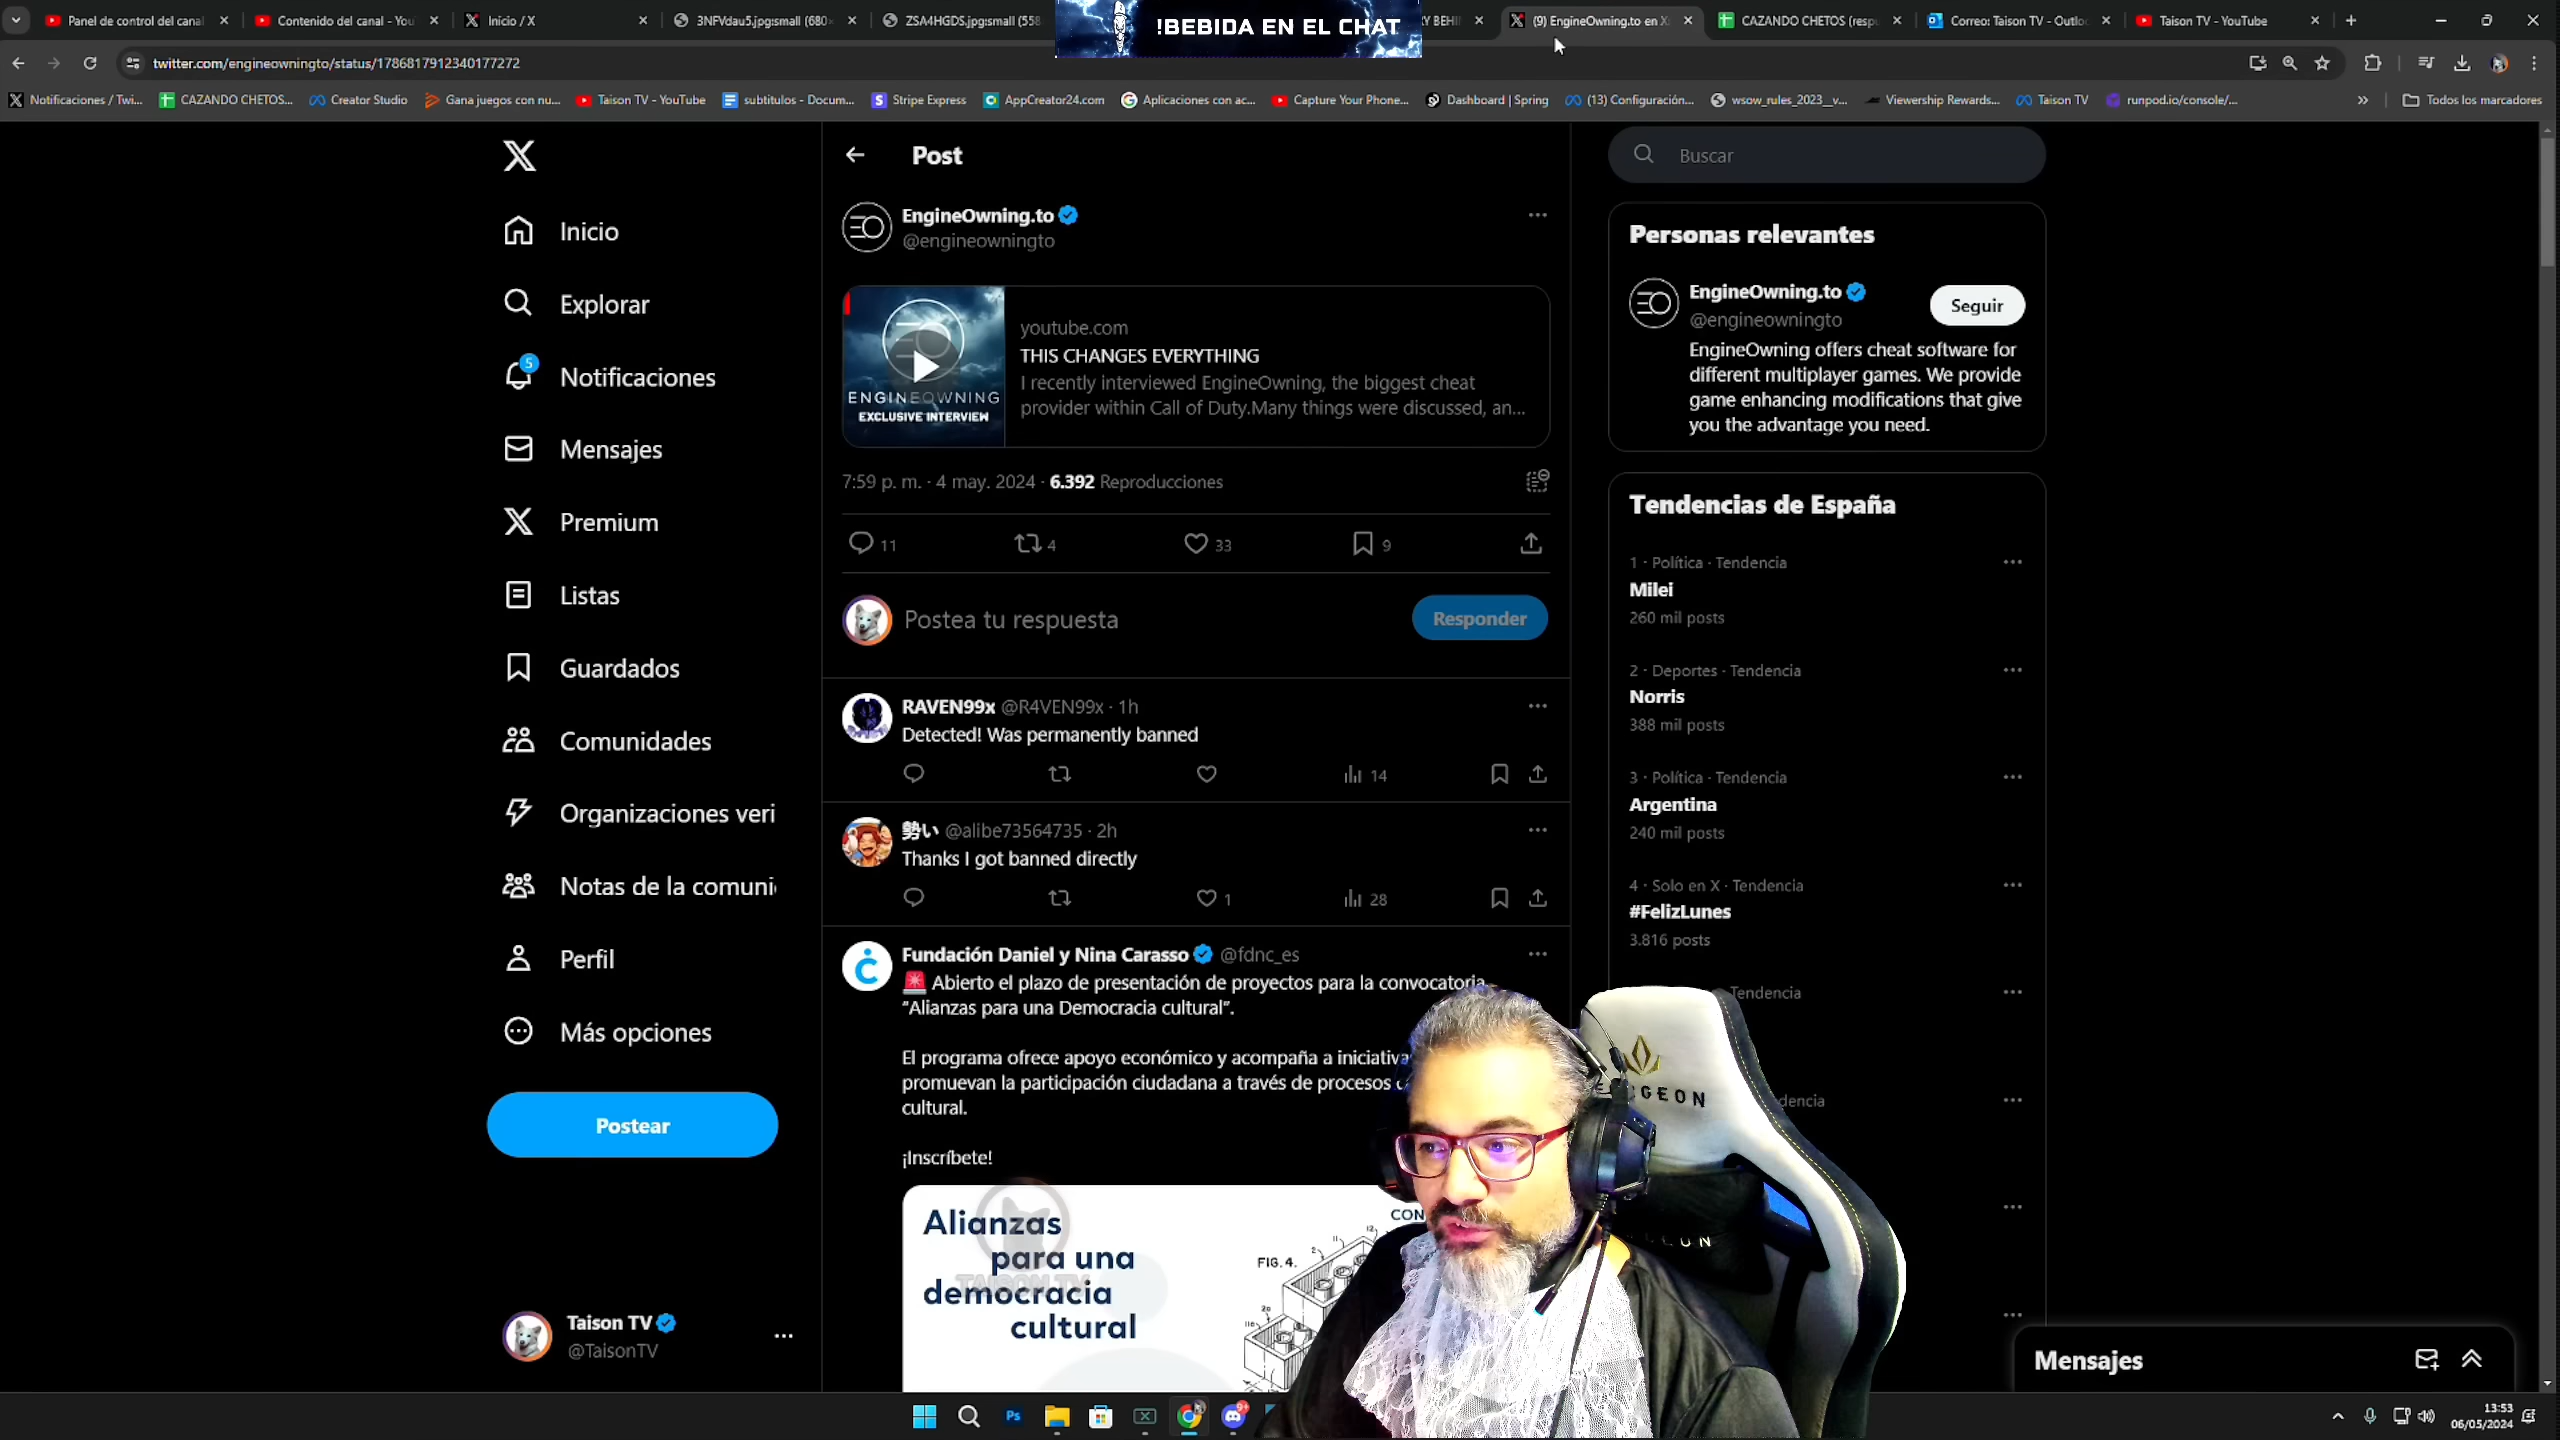 Panel de control del canal
Contenido del canal - You
Inicio / X
3NFVdau5.jpg:small (680×
ZSA4HGDS.jpg:small (558
!BEBIDA EN EL CHAT
(9) EngineOwning.to en X:
CAZANDO CHETOS (respu
Correo: Taison TV - Outlo
Taison TV - YouTube
twitter.com/engineowningto/status/1786817912340177272
Notificaciones / Twi...
CAZANDO CHETOS...
Creator Studio
Gana juegos con nu...
Taison TV - YouTube
subtitulos - Docum...
Stripe Express
AppCreator24.com
Aplicaciones con ac...
Capture Your Phone...
Dashboard | Spring
(13) Configuración...
wsow_rules_2023__v...
Viewership Rewards...
Taison TV
runpod.io/console/...
Todos los marcadores
Inicio
Explorar
5
Notificaciones
Mensajes
Premium
Listas
Guardados
Comunidades
Organizaciones veri
Notas de la comuni
Perfil
Más opciones
Postear
Taison TV
@TaisonTV
Post
EngineOwning.to
@engineowningto
ENGINEOWNING
EXCLUSIVE INTERVIEW
youtube.com
THIS CHANGES EVERYTHING
I recently interviewed EngineOwning, the biggest cheat
provider within Call of Duty.Many things were discussed, an...
7:59 p. m. · 4 may. 2024 · 6.392 Reproducciones
11
4
33
9
Postea tu respuesta
Responder
RAVEN99x @R4VEN99x · 1h
Detected! Was permanently banned
14
勢い @alibe73564735 · 2h
Thanks I got banned directly
1
28
Fundación Daniel y Nina Carasso @fdnc_es
Abierto el plazo de presentación de proyectos para la convocatoria
"Alianzas para una Democracia cultural".
El programa ofrece apoyo económico y acompaña a iniciativa
promuevan la participación ciudadana a través de procesos
cultural.
¡Inscríbete!
Alianzas
para una
democracia
cultural
TAISON TV
FIG. 4.
CON
Buscar
Personas relevantes
EngineOwning.to
@engineowningto
Seguir
EngineOwning offers cheat software for
different multiplayer games. We provide
game enhancing modifications that give
you the advantage you need.
Tendencias de España
1 · Política · Tendencia
Milei
260 mil posts
2 · Deportes · Tendencia
Norris
388 mil posts
3 · Política · Tendencia
Argentina
240 mil posts
4 · Solo en X · Tendencia
#FelizLunes
3.816 posts
Tendencia
dencia
Mensajes
Ps
9+
13:53
06/05/2024